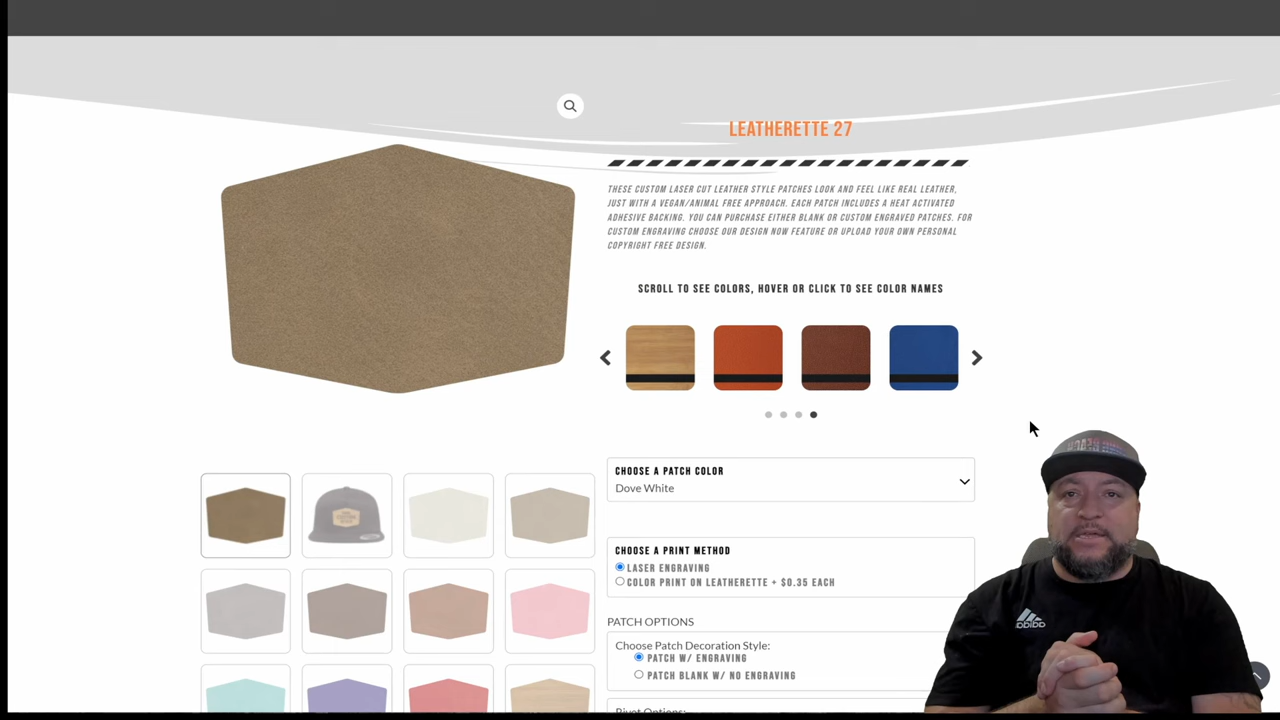 LEATHERETTE 27
THESE CUSTOM LASER CUT LEATHER STYLE PATCHES LOOK AND FEEL LIKE REAL LEATHER,
JUST WITH A VEGAN/ANIMAL FREE APPROACH. EACH PATCH INCLUDES A HEAT ACTIVATED
ADHESIVE BACKING. YOU CAN PURCHASE EITHER BLANK OR CUSTOM ENGRAVED PATCHES. FOR
CUSTOM ENGRAVING CHOOSE OUR DESIGN NOW FEATURE OR UPLOAD YOUR OWN PERSONAL
COPYRIGHT FREE DESIGN.
SCROLL TO SEE COLORS, HOVER OR CLICK TO SEE COLOR NAMES
CHOOSE A PATCH COLOR
Dove White
CHOOSE A PRINT METHOD
LASER ENGRAVING
COLOR PRINT ON LEATHERETTE + $0.35 EACH
PATCH OPTIONS
Choose Patch Decoration Style:
PATCH W/ ENGRAVING
PATCH BLANK W/ NO ENGRAVING
Rivet Options:
adidas